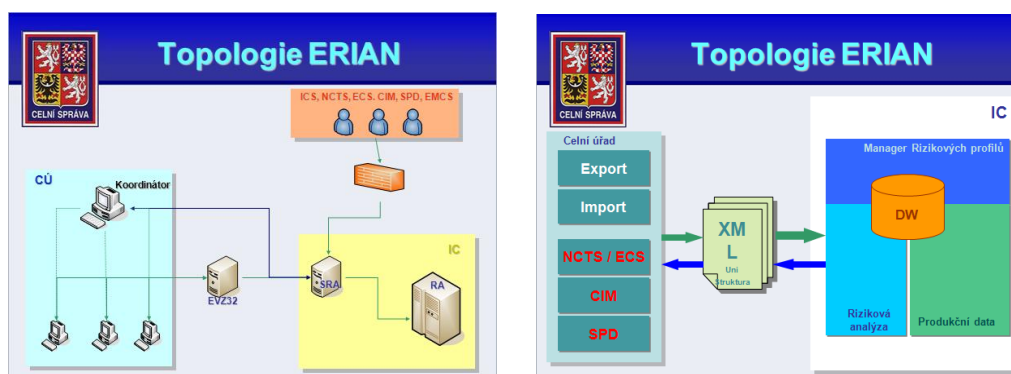 Topologie ERIAN
CELNÍ SPRÁVA
ICS, NCTS, ECS. CIM, SPD, EMCS
CÚ
Koordinátor
IC
EVZ32
SRA
RA
Topologie ERIAN
CELNÍ SPRÁVA
IC
Celní úřad
Manager Rizikových profilů
Export
Import
DW
XM
L
Uni
Struktura
NCTS / ECS
CIM
SPD
Riziková
analýza
Produkční data